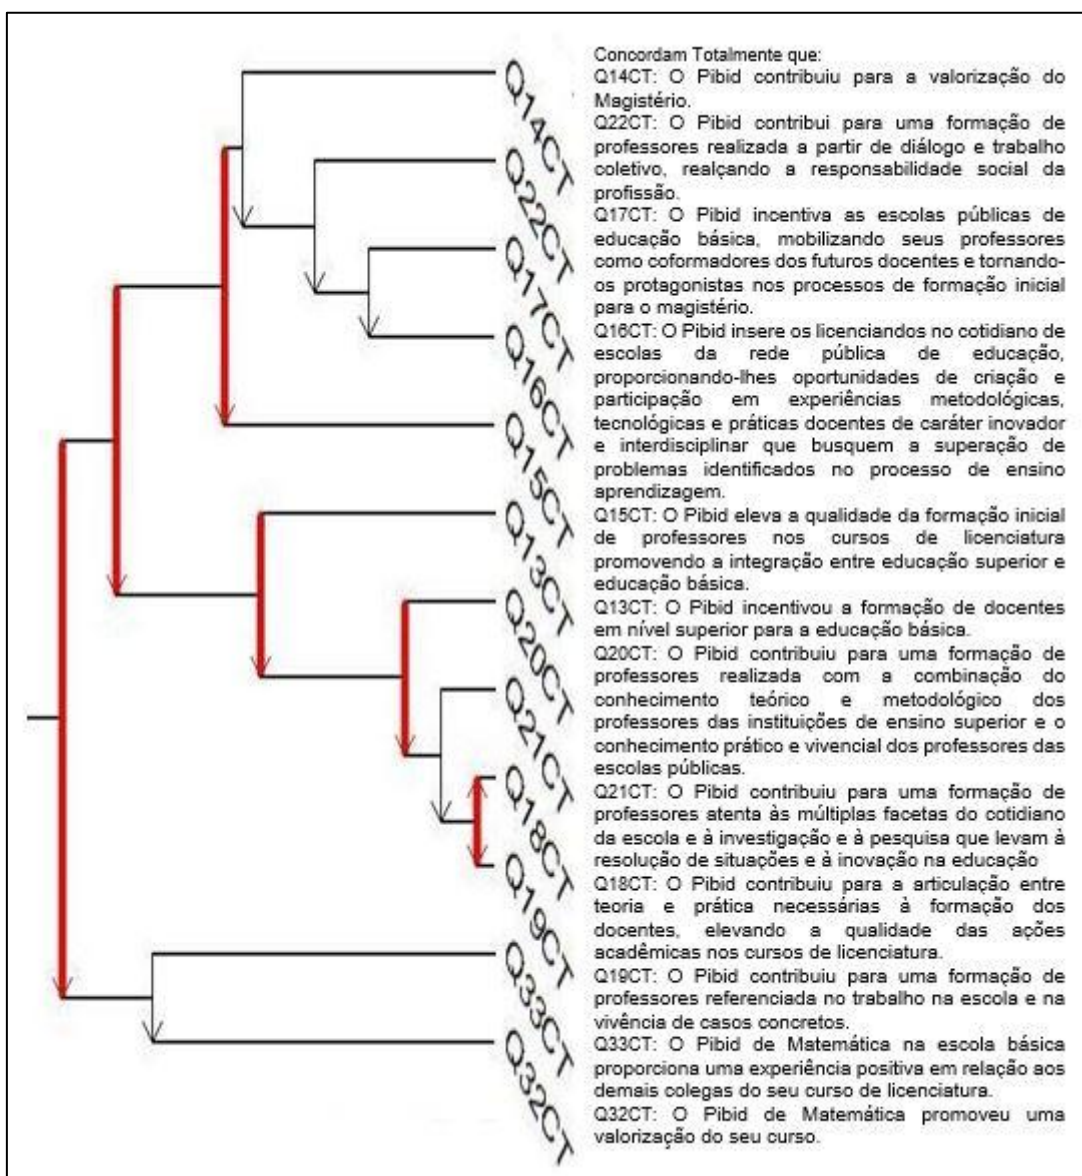 Q14CT
Q22CT
Q17CT
Q16CT
Q15CT
Q13CT
Q20CT
Q21CT
Q18CT
Q19CT
Q33CT
Q32CT
Concordam Totalmente que:
Q14CT: O Pibid contribuiu para a valorização do
Magistério.
Q22CT: O Pibid contribui para uma formação de
professores realizada a partir de diálogo e trabalho
coletivo, realçando a responsabilidade social da
profissão.
Q17CT: O Pibid incentiva as escolas públicas de
educação básica, mobilizando seus professores
como coformadores dos futuros docentes e tornando-
os protagonistas nos processos de formação inicial
para o magistério.
Q16CT: O Pibid insere os licenciandos no cotidiano de
escolas da rede pública de educação,
proporcionando-lhes oportunidades de criação e
participação em experiências metodológicas,
tecnológicas e práticas docentes de caráter inovador
e interdisciplinar que busquem a superação de
problemas identificados no processo de ensino
aprendizagem.
Q15CT: O Pibid eleva a qualidade da formação inicial
de professores nos cursos de licenciatura
promovendo a integração entre educação superior e
educação básica.
Q13CT: O Pibid incentivou a formação de docentes
em nível superior para a educação básica.
Q20CT: O Pibid contribuiu para uma formação de
professores realizada com a combinação do
conhecimento teórico e metodológico dos
professores das instituições de ensino superior e o
conhecimento prático e vivencial dos professores das
escolas públicas.
Q21CT: O Pibid contribuiu para uma formação de
professores atenta às múltiplas facetas do cotidiano
da escola e à investigação e à pesquisa que levam à
resolução de situações e à inovação na educação
Q18CT: O Pibid contribuiu para a articulação entre
teoria e prática necessárias à formação dos
docentes, elevando a qualidade das ações
acadêmicas nos cursos de licenciatura.
Q19CT: O Pibid contribuiu para uma formação de
professores referenciada no trabalho na escola e na
vivência de casos concretos.
Q33CT: O Pibid de Matemática na escola básica
proporciona uma experiência positiva em relação aos
demais colegas do seu curso de licenciatura.
Q32CT: O Pibid de Matemática promoveu uma
valorização do seu curso.